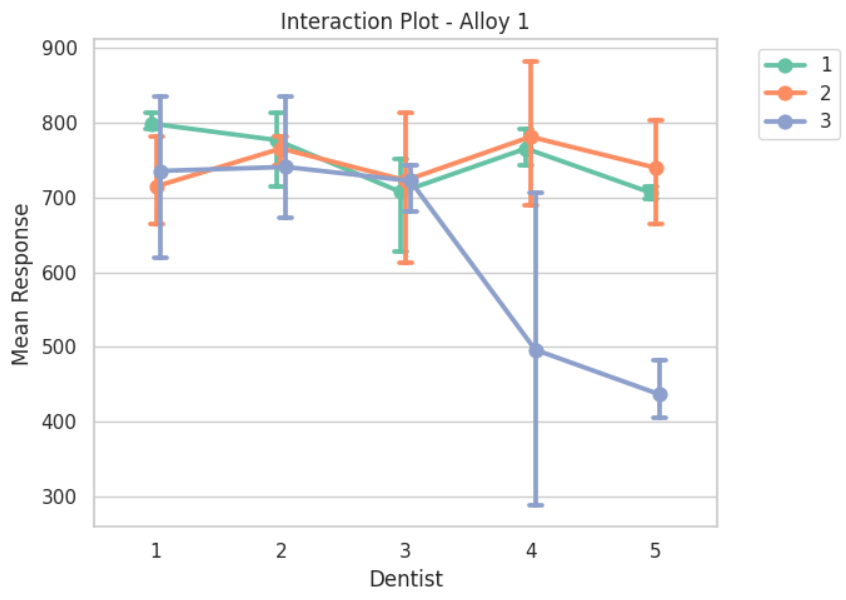 Interaction Plot - Alloy 1
900
800
700
600
500
400
300
Mean Response
1 2 3 4 5
Dentist
1
2
3